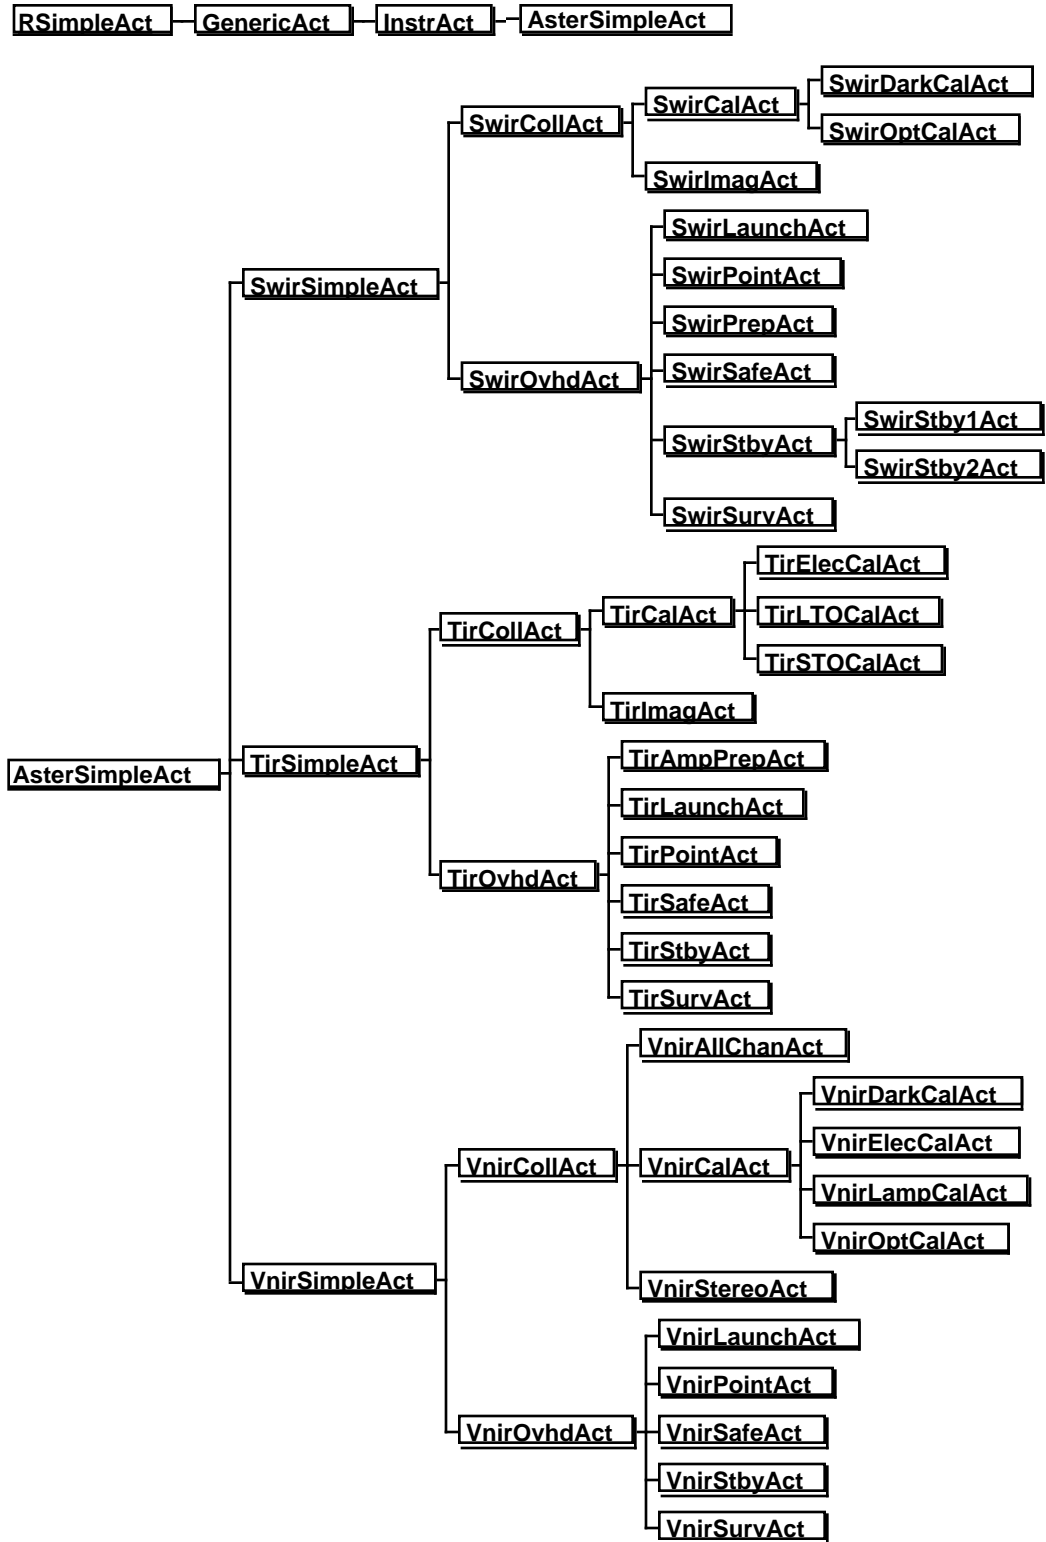 RSimpleAct GenericAct InstrAct AsterSimpleAct
SwirDarkCalAct
SwirCalAct
SwirCollAct
SwirOptCalAct
SwirImagAct
SwirLaunchAct
SwirPointAct
SwirSimpleAct
SwirPrepAct
SwirSafeAct
SwirOvhdAct
SwirStby1Act
SwirStbyAct
SwirStby2Act
SwirSurvAct
TirElecCalAct
TirCalAct
TirLTOCalAct
TirCollAct
TirSTOCalAct
TirImagAct
TirAmpPrepAct
TirSimpleAct
AsterSimpleAct
TirLaunchAct
TirPointAct
TirOvhdAct
TirSafeAct
TirStbyAct
TirSurvAct
VnirAllChanAct
VnirDarkCalAct
VnirElecCalAct
VnirCollAct
VnirCalAct
VnirLampCalAct
VnirOptCalAct
VnirSimpleAct
VnirStereoAct
VnirLaunchAct
VnirPointAct
VnirOvhdAct
VnirSafeAct
VnirStbyAct
VnirSurvAct